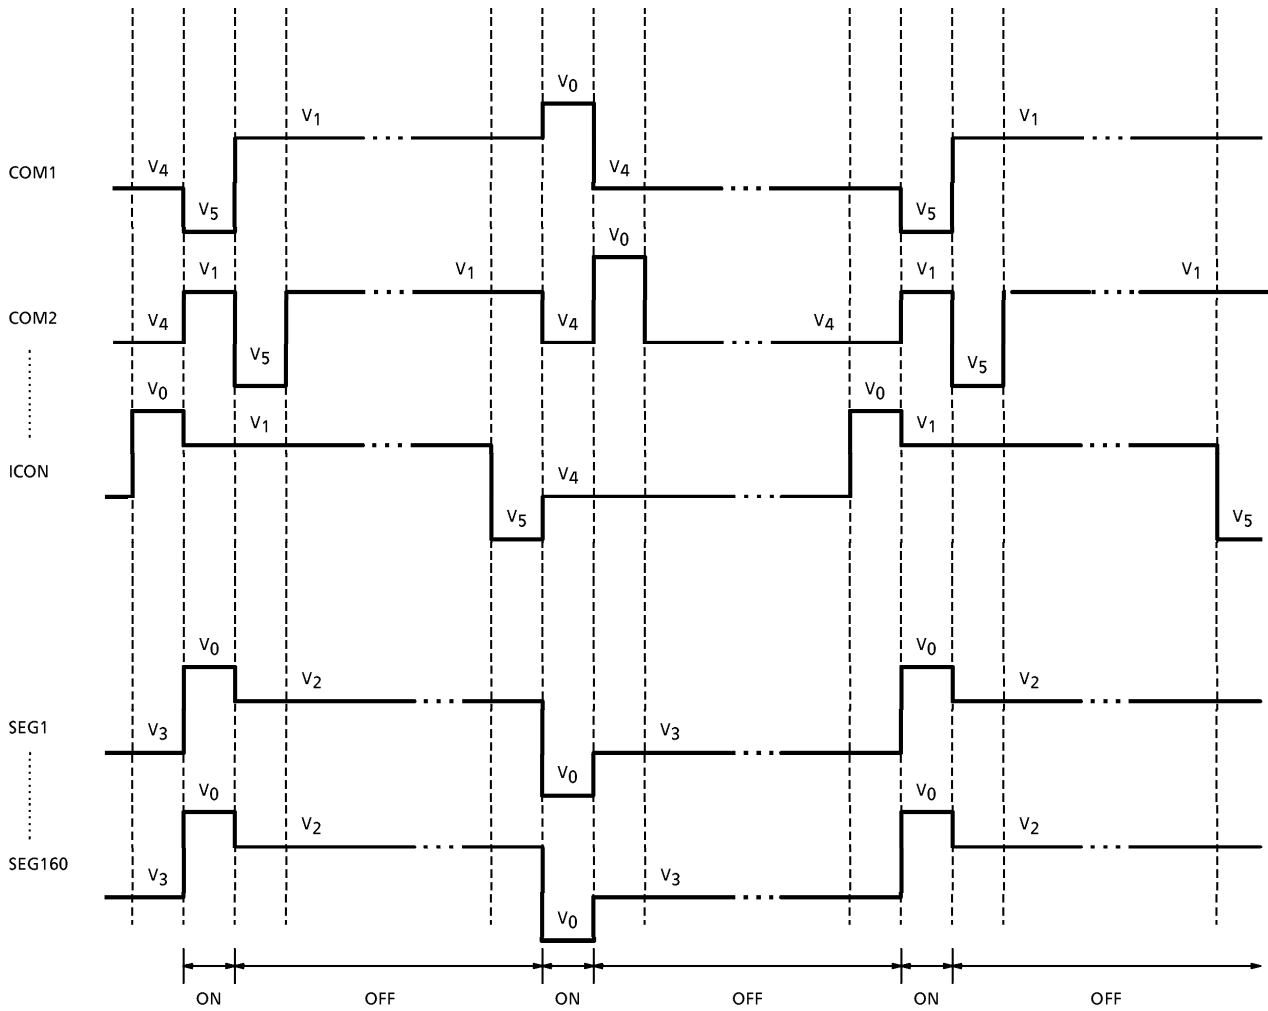 V0
V1 V1
COM1 V4 V4
V5 V5
V0
V1 V1 V1 V1
COM2 V4 V4 V4
V5 V5
V0 V0
V1 V1
ICON V4
V5 V5
V0 V0
V2 V2
SEG1 V3 V3
V0
V0 V0
V2 V2
SEG160 V3 V3
V0
ON OFF ON OFF ON OFF